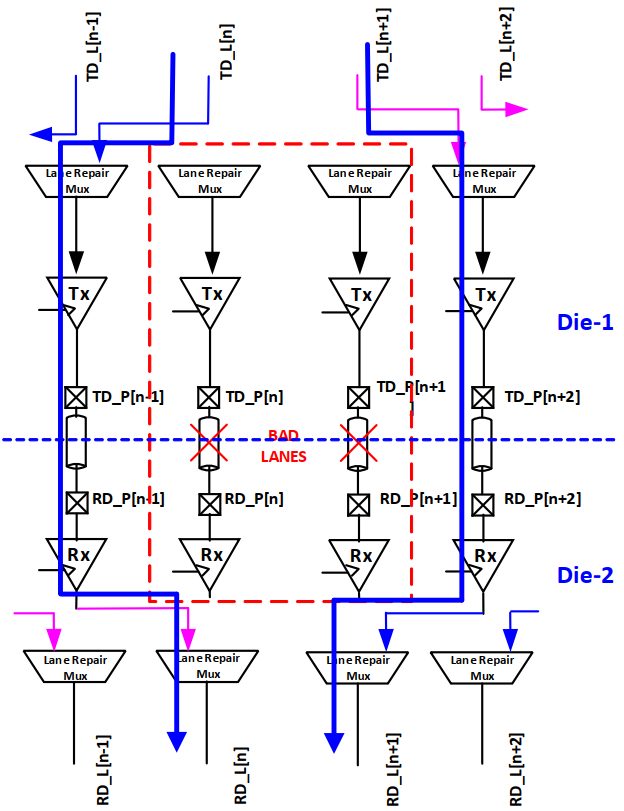 TD_L[n-1]
TD_L[n]
TD_L[n+1]
TD_L[n+2]
Lane Repair
Mux
Lane Repair
Mux
Lane Repair
Mux
Lane Repair
Mux
Tx
Tx
Tx
Tx
Die-1
TD_P[n-1]
TD_P[n]
TD_P[n+1
]
TD_P[n+2]
BAD
LANES
RD_P[n-1]
RD_P[n]
RD_P[n+1]
RD_P[n+2]
Rx
Rx
Rx
Rx
Die-2
Lane Repair
Mux
Lane Repair
Mux
Lane Repair
Mux
Lane Repair
Mux
RD_L[n-1]
RD_L[n]
RD_L[n+1]
RD_L[n+2]